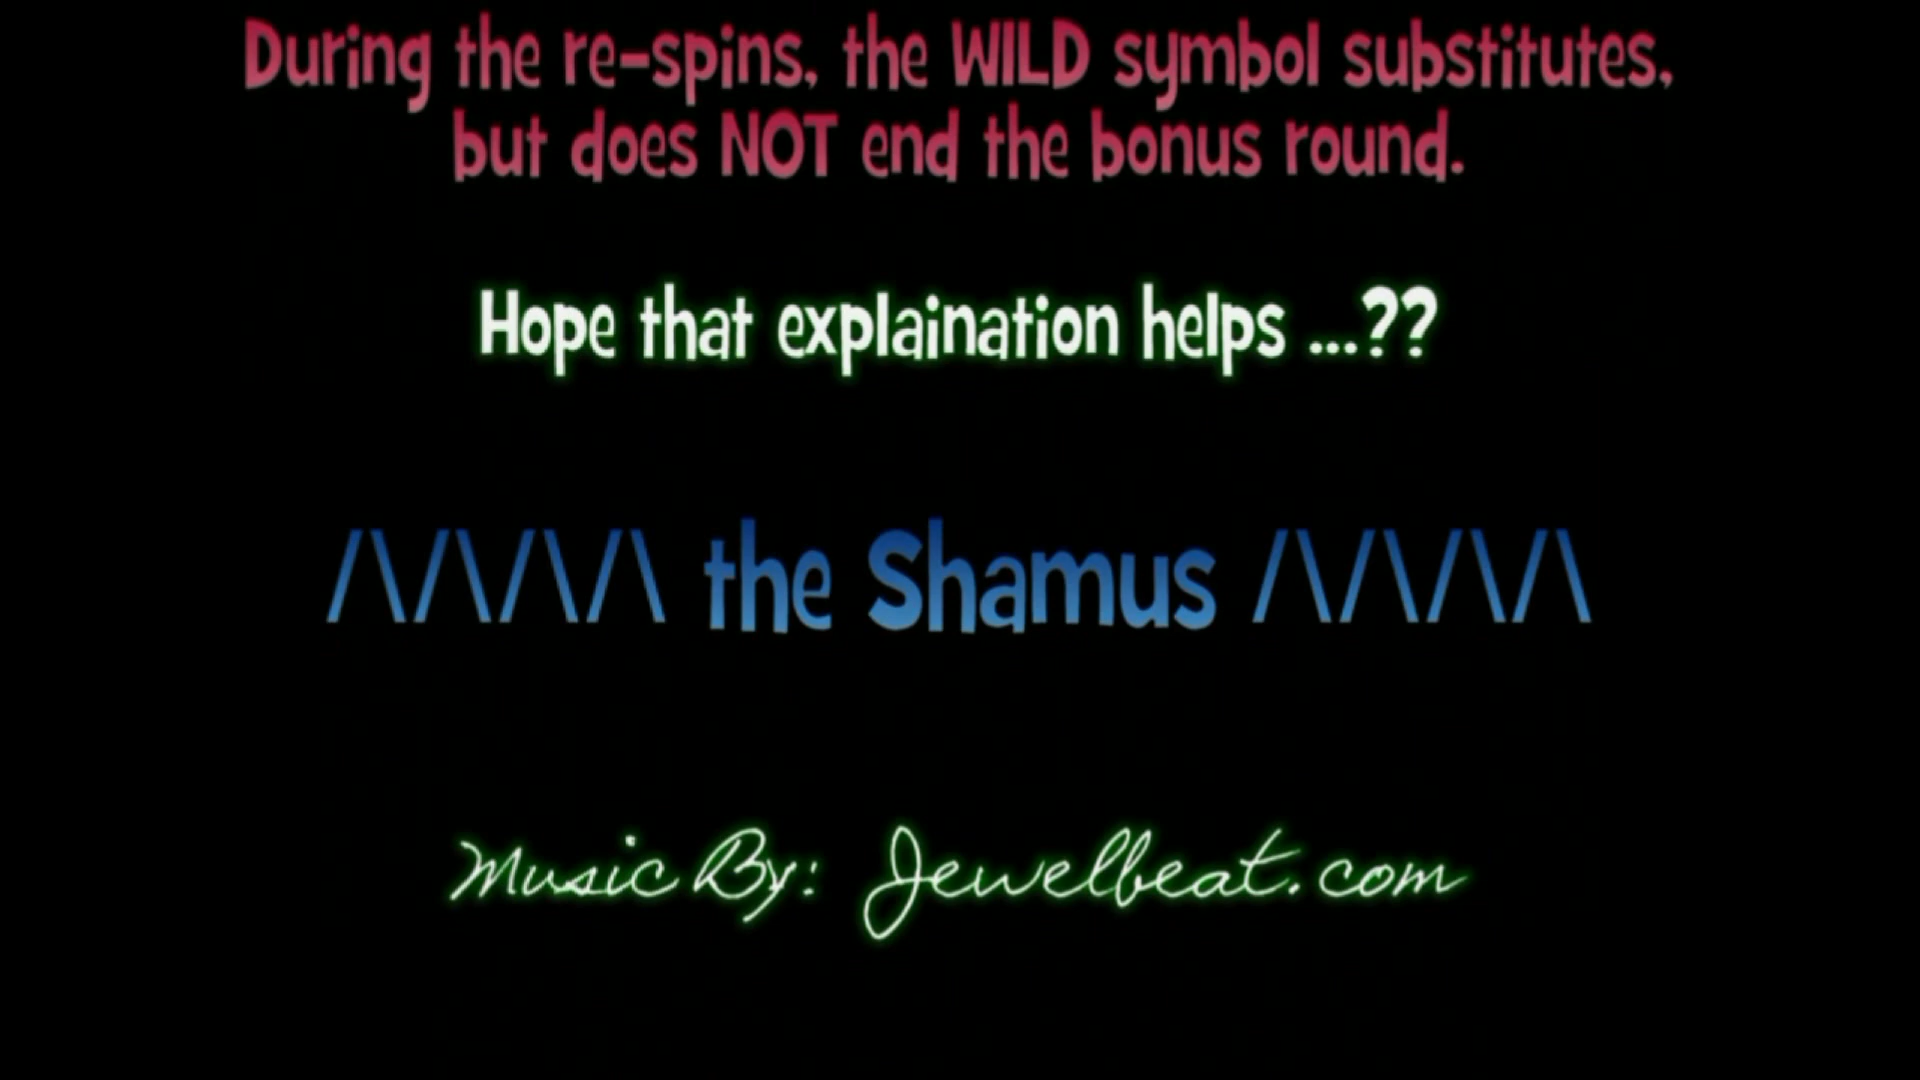 During the re-spins, the WILD symbol substitutes,
but does NOT end the bonus round.
Hope that explaination helps ...??
/\/\/\/\ the Shamus /\/\/\/\
Music By: Jewelbeat.com